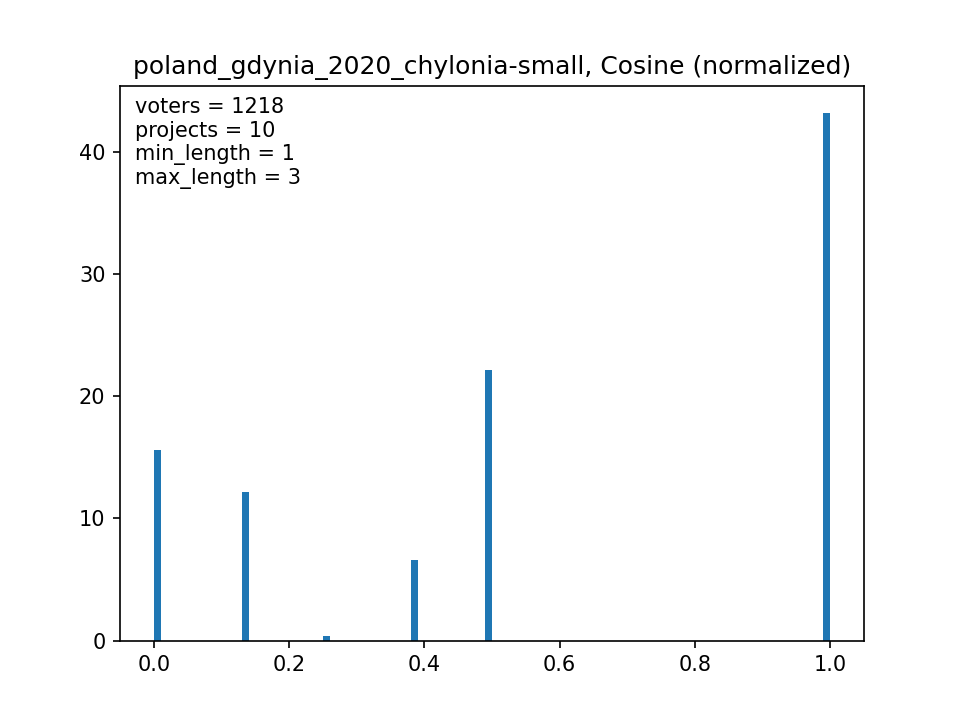 poland_gdynia_2020_chylonia-small, Cosine (normalized)
voters = 1218
projects = 10
min_length = 1
max_length = 3
40
30
20
10
0
0.0 0.2 0.4 0.6 0.8 1.0